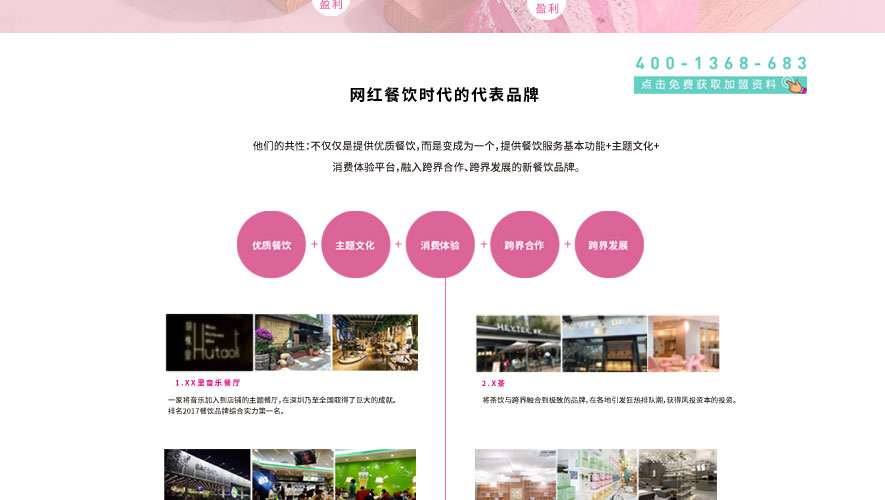 盈利
盈利
400-1368-683
点击免费获取加盟资料
网红餐饮时代的代表品牌
他们的共性:不仅仅是提供优质餐饮,而是变成为一个,提供餐饮服务基本功能+主题文化+
消费体验平台,融入跨界合作、跨界发展的新餐饮品牌。
优质餐饮 + 主题文化 + 消费体验 + 跨界合作 + 跨界发展
Hutaoli
HEYTEA
HEYTEA
1.XX里音乐餐厅
2.X茶
一家将音乐加入到店铺的主题餐厅,在深圳乃至全国取得了巨大的成就。
排名2017餐饮品牌综合实力第一名。
将茶饮与跨界融合到极致的品牌,在各地引发狂热排队潮,获得风投资本的投资。